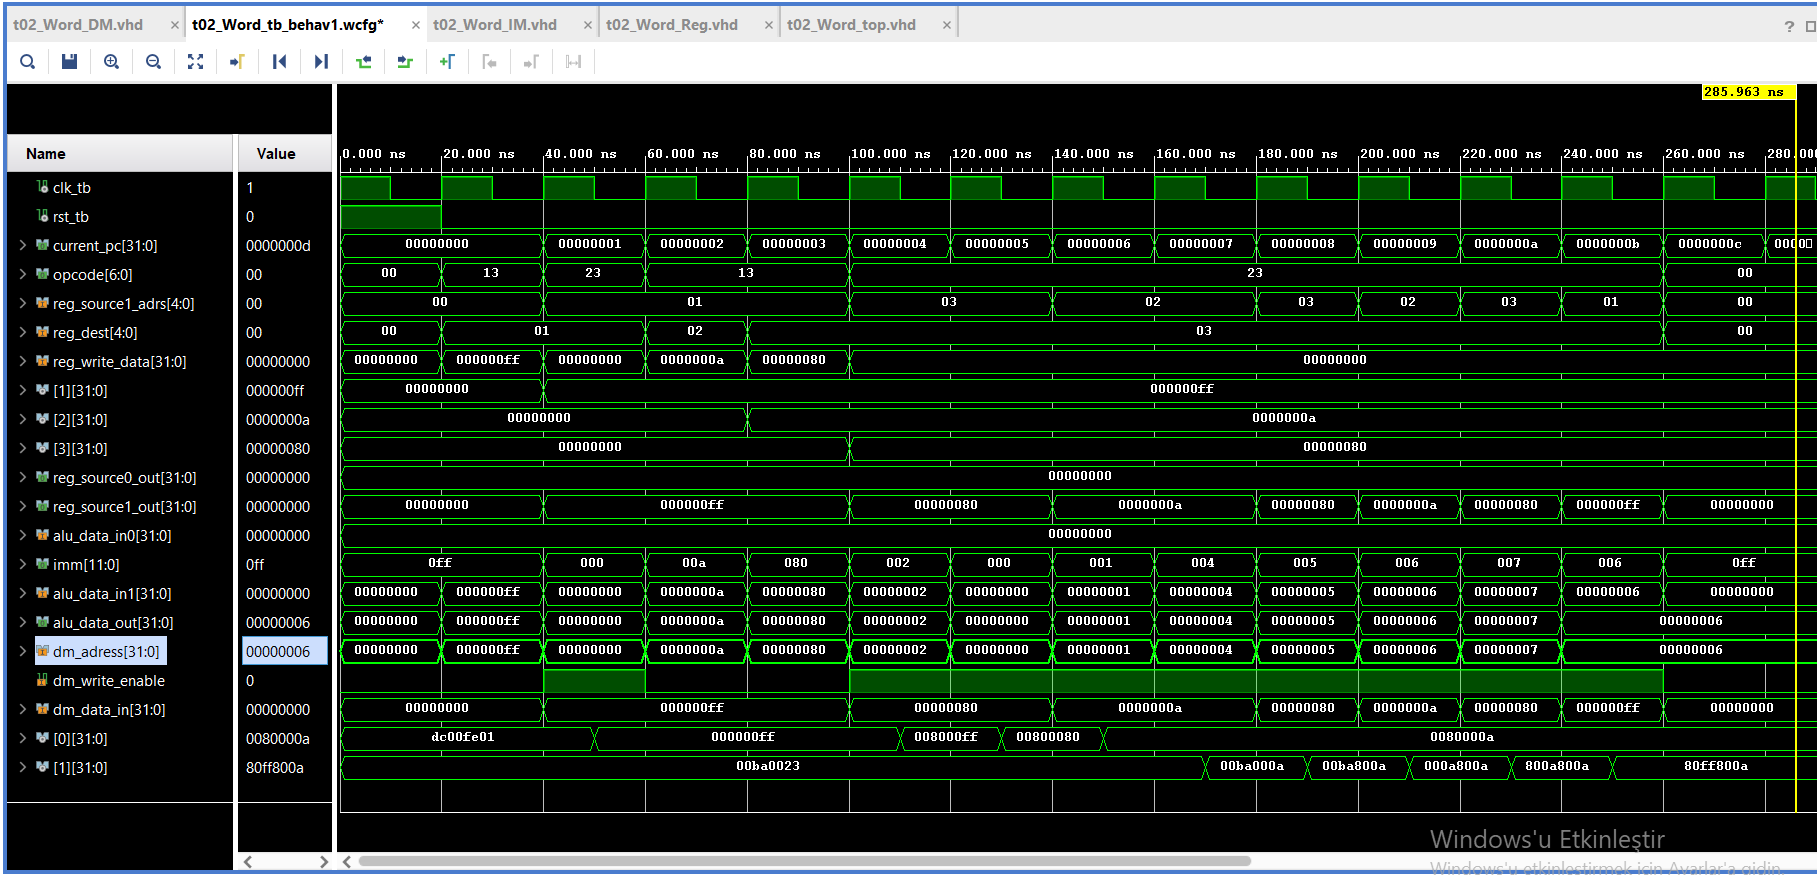 t02_Word_DM.vhd × t02_Word_tb_behav1.wcfg* × t02_Word_IM.vhd × t02_Word_Reg.vhd × t02_Word_top.vhd × ?
285.963 ns
Name Value 0.000 ns 20.000 ns 40.000 ns 60.000 ns 80.000 ns 100.000 ns 120.000 ns 140.000 ns 160.000 ns 180.000 ns 200.000 ns 220.000 ns 240.000 ns 260.000 ns 280.00
clk_tb 1
rst_tb 0
current_pc[31:0] 0000000d 00000000 00000001 00000002 00000003 00000004 00000005 00000006 00000007 00000008 00000009 0000000a 0000000b 0000000c 0000
opcode[6:0] 00 00 13 23 13 23 00
reg_source1_adrs[4:0] 00 00 01 03 02 03 02 03 01 00
reg_dest[4:0] 00 00 01 02 03 00
reg_write_data[31:0] 00000000 00000000 000000ff 00000000 0000000a 00000080 00000000
[1][31:0] 000000ff 00000000 000000ff
[2][31:0] 0000000a 00000000 0000000a
[3][31:0] 00000080 00000000 00000080
reg_source0_out[31:0] 00000000 00000000
reg_source1_out[31:0] 00000000 00000000 000000ff 00000080 0000000a 00000080 0000000a 00000080 000000ff 00000000
alu_data_in0[31:0] 00000000 00000000
imm[11:0] 0ff 0ff 000 00a 080 002 000 001 004 005 006 007 006 0ff
alu_data_in1[31:0] 00000000 00000000 000000ff 00000000 0000000a 00000080 00000002 00000000 00000001 00000004 00000005 00000006 00000007 00000006 00000000
alu_data_out[31:0] 00000006 00000000 000000ff 00000000 0000000a 00000080 00000002 00000000 00000001 00000004 00000005 00000006 00000007 00000006
dm_adress[31:0] 00000006 00000000 000000ff 00000000 0000000a 00000080 00000002 00000000 00000001 00000004 00000005 00000006 00000007 00000006
dm_write_enable 0
dm_data_in[31:0] 00000000 00000000 000000ff 00000080 0000000a 00000080 0000000a 00000080 000000ff 00000000
[0][31:0] 0080000a dc00fe01 000000ff 008000ff 00800080 0080000a
[1][31:0] 80ff800a 00ba0023 00ba000a 00ba800a 000a800a 800a800a 80ff800a
Windows'u Etkinleştir
Windows'u etkinleştirmek için Ayarlar'a gidin.